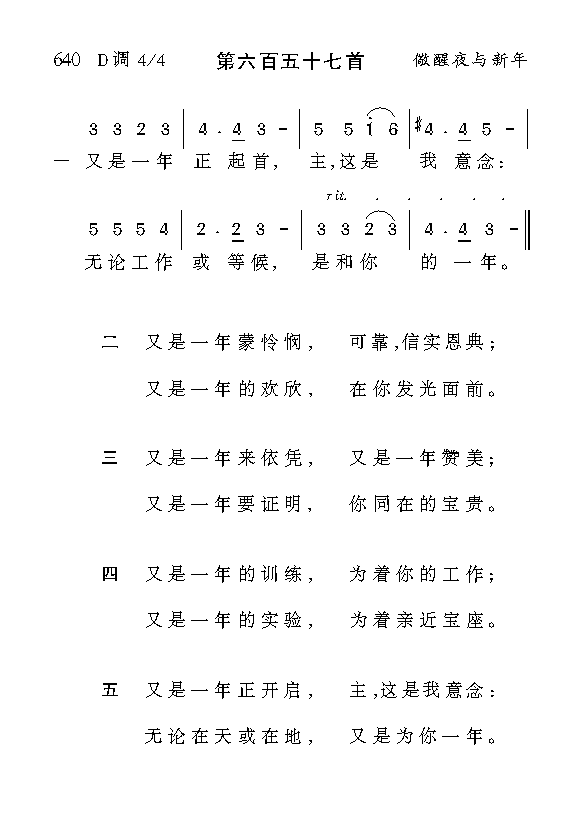 640 D调 4/4 第六百五十七首 儆醒夜与新年
3 3 2 3 | 4 . 4 3 - | 5 5 i 6 | #4 . 4 5 - |
一 又是一年 正 起首, 主,这是 我 意念:
rit. . . . . .
5 5 5 4 | 2 . 2 3 - | 3 3 2 3 | 4 . 4 3 - ‖
无论工作 或 等候, 是和你 的 一年。
二 又是一年蒙怜悯, 可靠,信实恩典;
又是一年的欢欣, 在你发光面前。
三 又是一年来依凭, 又是一年赞美;
又是一年要证明, 你同在的宝贵。
四 又是一年的训练, 为着你的工作;
又是一年的实验, 为着亲近宝座。
五 又是一年正开启, 主,这是我意念:
无论在天或在地, 又是为你一年。